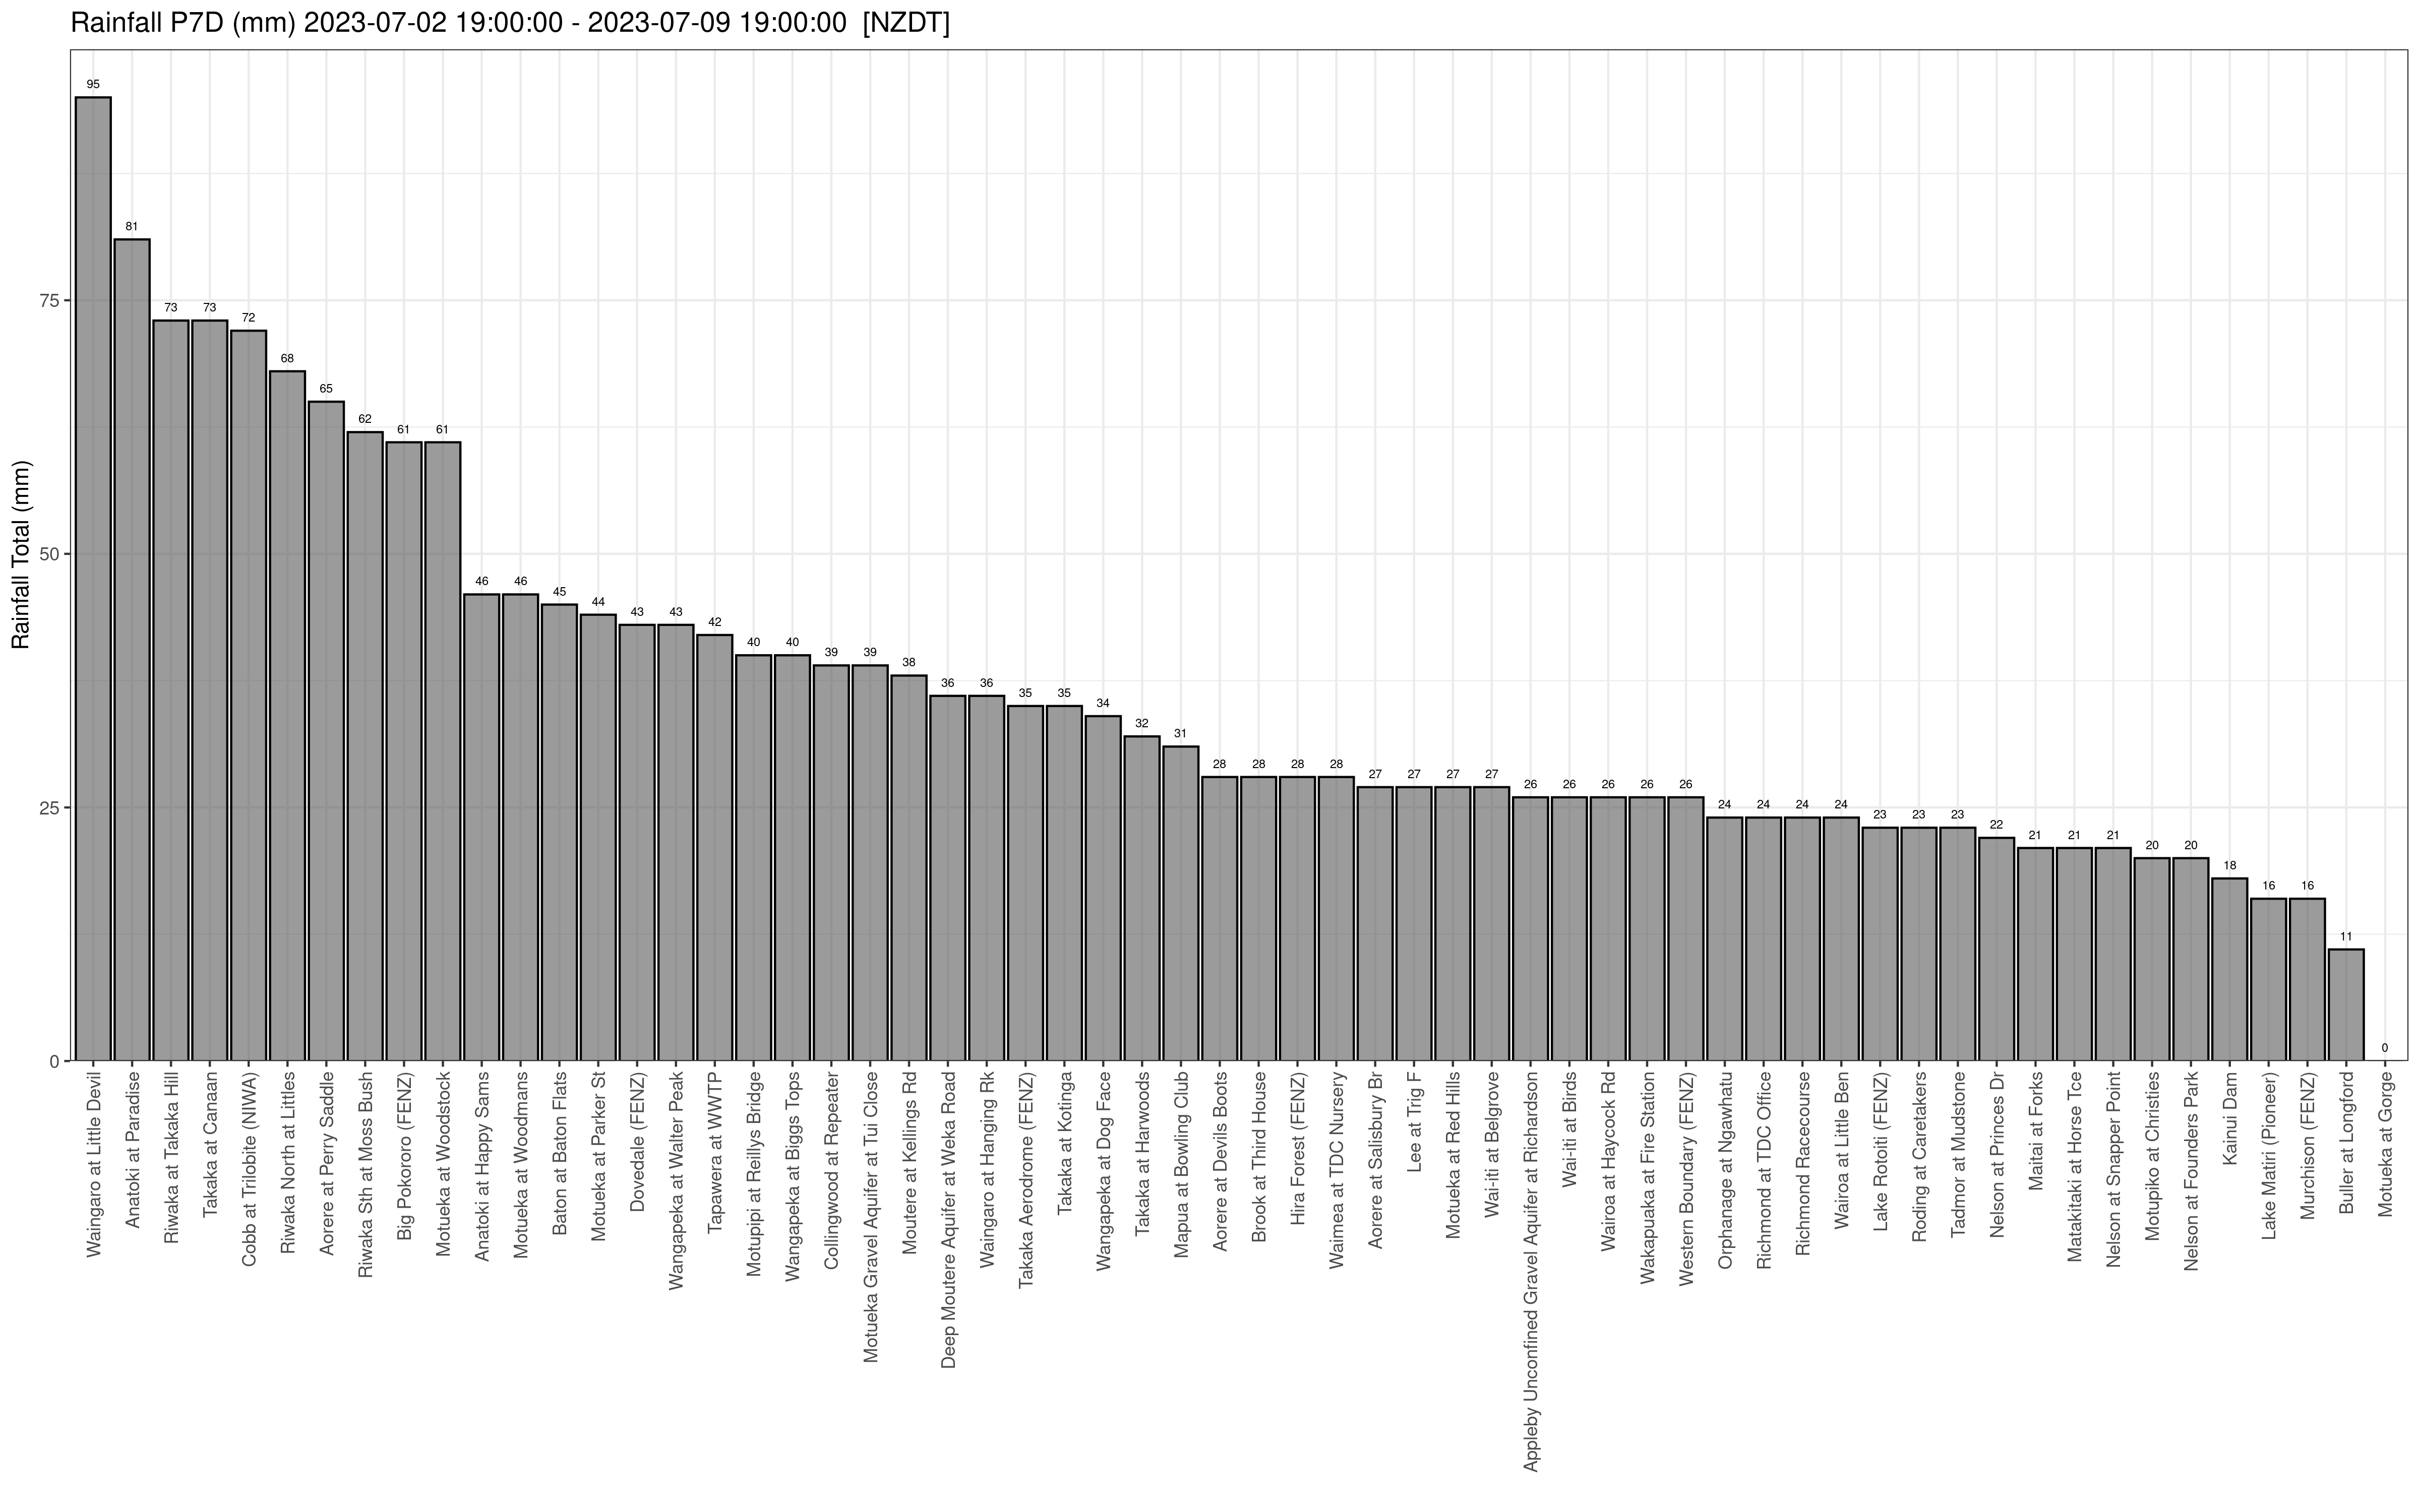 Rainfall P7D (mm) 2023-07-02 19:00:00 - 2023-07-09 19:00:00 [NZDT]
Rainfall Total (mm)
75
50
25
0
95
81
73
73
72
68
65
62
61
61
46
46
45
44
43
43
42
40
40
39
39
38
36
36
35
35
34
32
31
28
28
28
28
27
27
27
27
26
26
26
26
26
24
24
24
24
23
23
23
22
21
21
21
20
20
18
16
16
11
0
Waingaro at Little Devil
Anatoki at Paradise
Riwaka at Takaka Hill
Takaka at Canaan
Cobb at Trilobite (NIWA)
Riwaka North at Littles
Aorere at Perry Saddle
Riwaka Sth at Moss Bush
Big Pokororo (FENZ)
Motueka at Woodstock
Anatoki at Happy Sams
Motueka at Woodmans
Baton at Baton Flats
Motueka at Parker St
Dovedale (FENZ)
Wangapeka at Walter Peak
Tapawera at WWTP
Motupipi at Reillys Bridge
Wangapeka at Biggs Tops
Collingwood at Repeater
Motueka Gravel Aquifer at Tui Close
Moutere at Kellings Rd
Deep Moutere Aquifer at Weka Road
Waingaro at Hanging Rk
Takaka Aerodrome (FENZ)
Takaka at Kotinga
Wangapeka at Dog Face
Takaka at Harwoods
Mapua at Bowling Club
Aorere at Devils Boots
Brook at Third House
Hira Forest (FENZ)
Waimea at TDC Nursery
Aorere at Salisbury Br
Lee at Trig F
Motueka at Red Hills
Wai-iti at Belgrove
Appleby Unconfined Gravel Aquifer at Richardson
Wai-iti at Birds
Wairoa at Haycock Rd
Wakapuaka at Fire Station
Western Boundary (FENZ)
Orphanage at Ngawhatu
Richmond at TDC Office
Richmond Racecourse
Wairoa at Little Ben
Lake Rotoiti (FENZ)
Roding at Caretakers
Tadmor at Mudstone
Nelson at Princes Dr
Maitai at Forks
Matakitaki at Horse Tce
Nelson at Snapper Point
Motupiko at Christies
Nelson at Founders Park
Kainui Dam
Lake Matiri (Pioneer)
Murchison (FENZ)
Buller at Longford
Motueka at Gorge